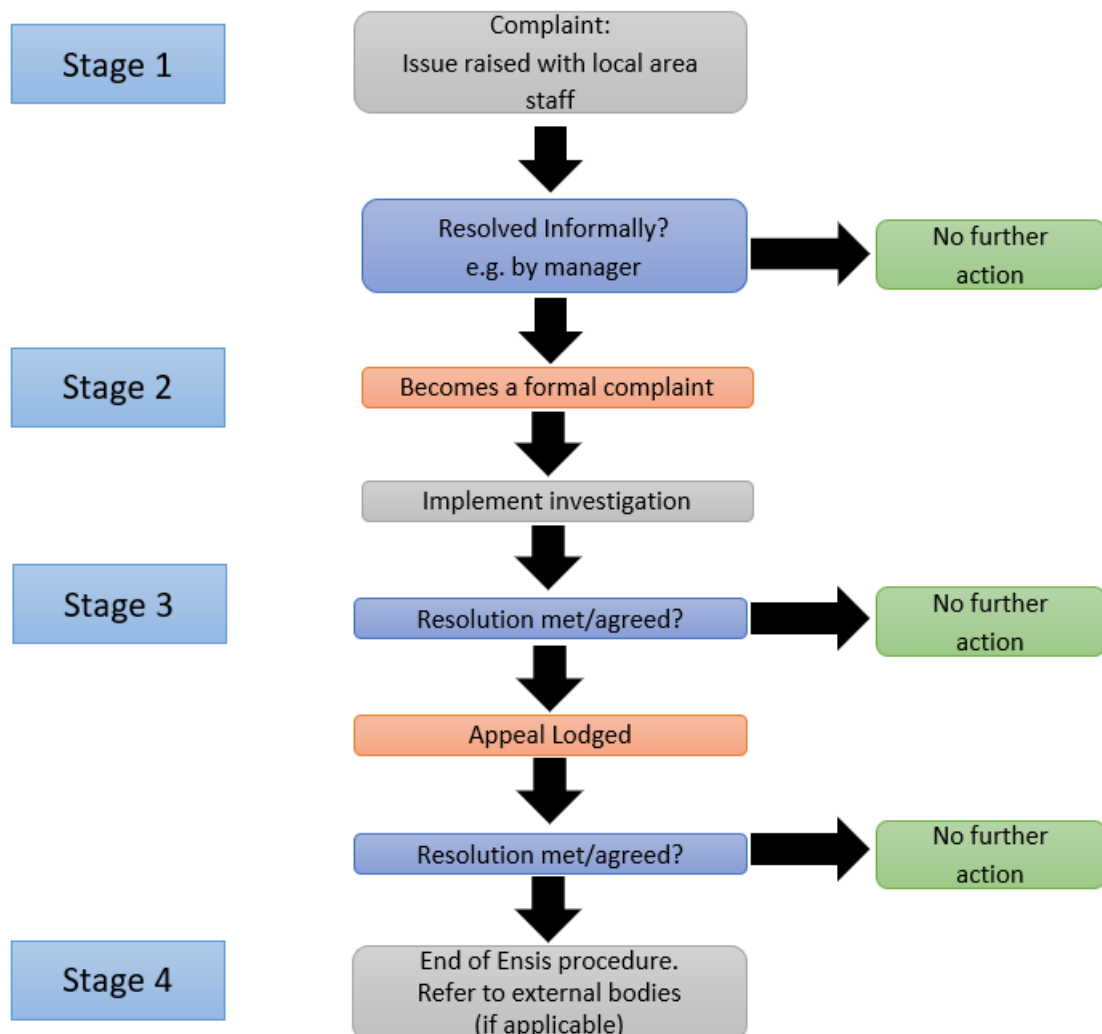 Stage 1
Complaint:
Issue raised with local area
staff
Resolved Informally?
e.g. by manager
No further
action
Stage 2
Becomes a formal complaint
Implement investigation
Stage 3
Resolution met/agreed?
No further
action
Appeal Lodged
Resolution met/agreed?
No further
action
Stage 4
End of Ensis procedure.
Refer to external bodies
(if applicable)